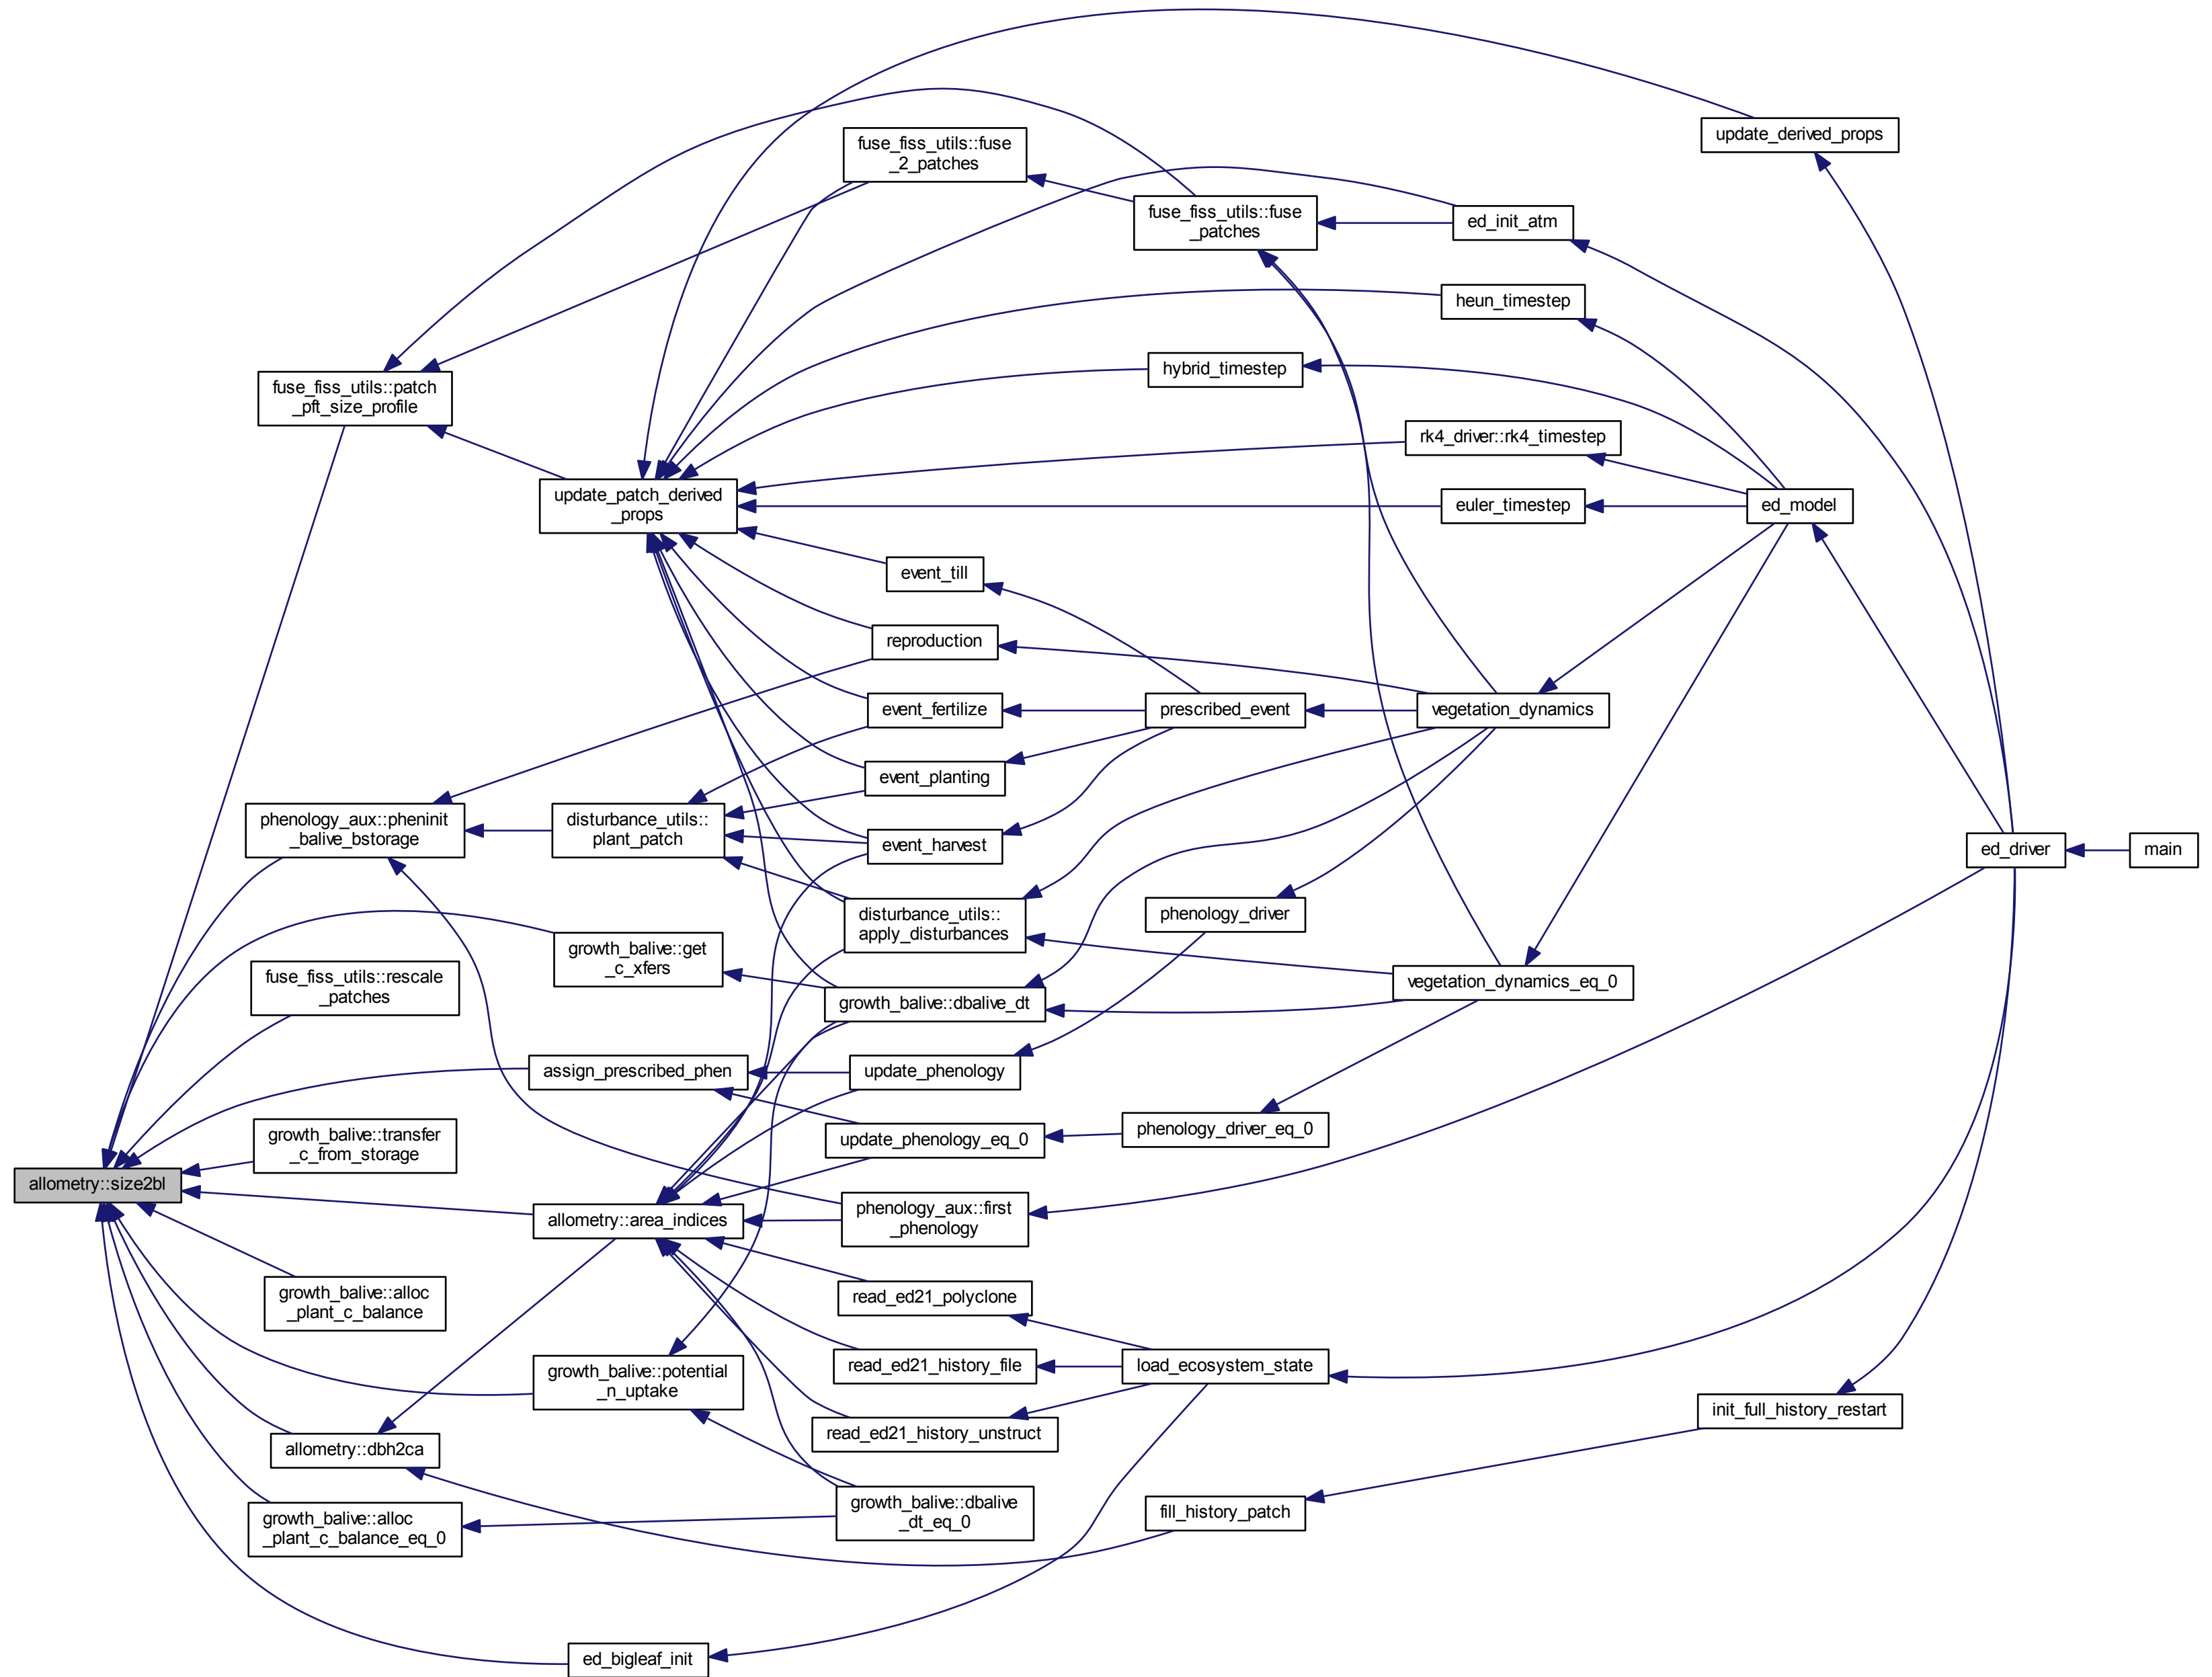 update_derived_props
fuse_fiss_utils::fuse
_2_patches
fuse_fiss_utils::fuse
_patches
ed_init_atm
heun_timestep
hybrid_timestep
fuse_fiss_utils::patch
_pft_size_profile
rk4_driver::rk4_timestep
update_patch_derived
_props
euler_timestep
ed_model
event_till
reproduction
event_fertilize
prescribed_event
vegetation_dynamics
event_planting
phenology_aux::pheninit
_balive_bstorage
disturbance_utils::
plant_patch
event_harvest
ed_driver
main
disturbance_utils::
apply_disturbances
phenology_driver
growth_balive::get
_c_xfers
fuse_fiss_utils::rescale
_patches
growth_balive::dbalive_dt
vegetation_dynamics_eq_0
assign_prescribed_phen
update_phenology
growth_balive::transfer
_c_from_storage
update_phenology_eq_0
phenology_driver_eq_0
allometry::size2bl
allometry::area_indices
phenology_aux::first
_phenology
growth_balive::alloc
_plant_c_balance
read_ed21_polyclone
growth_balive::potential
_n_uptake
read_ed21_history_file
load_ecosystem_state
init_full_history_restart
read_ed21_history_unstruct
allometry::dbh2ca
growth_balive::alloc
_plant_c_balance_eq_0
growth_balive::dbalive
_dt_eq_0
fill_history_patch
ed_bigleaf_init